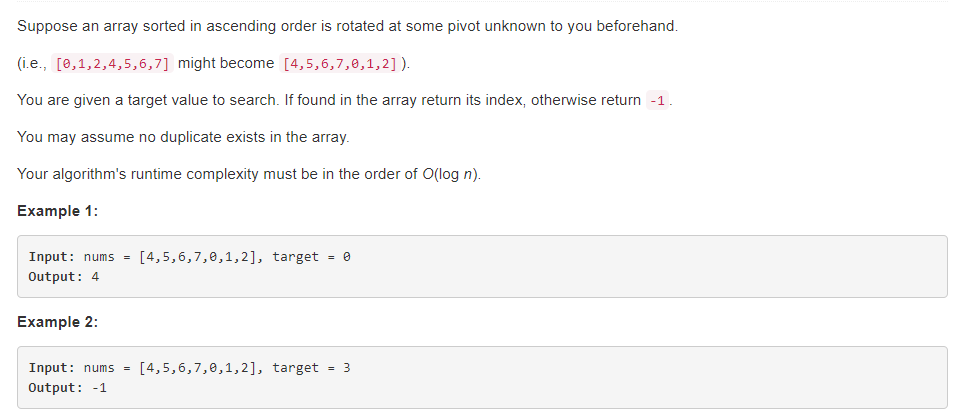 Suppose an array sorted in ascending order is rotated at some pivot unknown to you beforehand.
(i.e., [0,1,2,4,5,6,7] might become [4,5,6,7,0,1,2] ).
You are given a target value to search. If found in the array return its index, otherwise return -1 .
You may assume no duplicate exists in the array.
Your algorithm's runtime complexity must be in the order of O(log n).
Example 1:
Input: nums = [4,5,6,7,0,1,2], target = 0
Output: 4
Example 2:
Input: nums = [4,5,6,7,0,1,2], target = 3
Output: -1